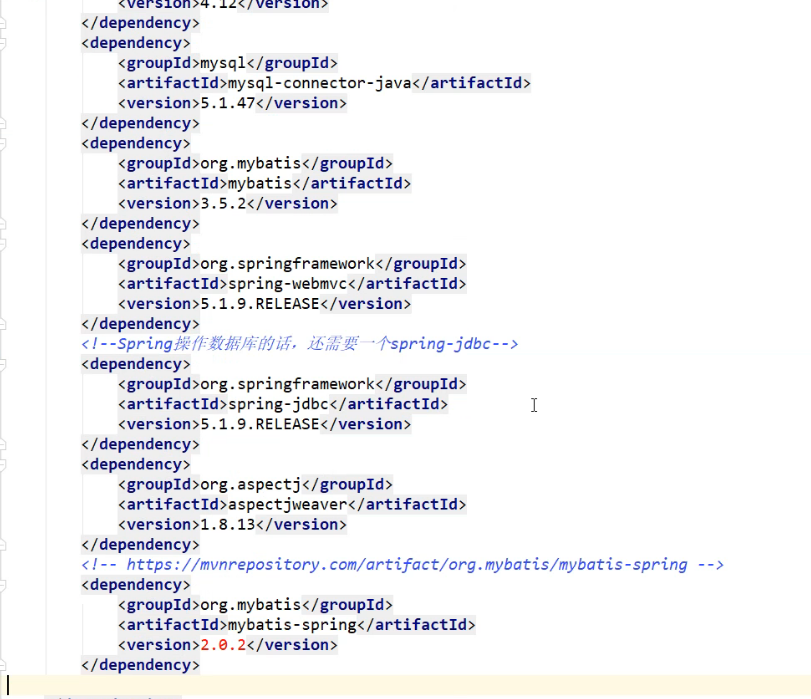 <version>4.12</version>
</dependency>
<dependency>
<groupId>mysql</groupId>
<artifactId>mysql-connector-java</artifactId>
<version>5.1.47</version>
</dependency>
<dependency>
<groupId>org.mybatis</groupId>
<artifactId>mybatis</artifactId>
<version>3.5.2</version>
</dependency>
<dependency>
<groupId>org.springframework</groupId>
<artifactId>spring-webmvc</artifactId>
<version>5.1.9.RELEASE</version>
</dependency>
<!--Spring操作数据库的话，还需要一个spring-jdbc-->
<dependency>
<groupId>org.springframework</groupId>
<artifactId>spring-jdbc</artifactId>
<version>5.1.9.RELEASE</version>
</dependency>
<dependency>
<groupId>org.aspectj</groupId>
<artifactId>aspectjweaver</artifactId>
<version>1.8.13</version>
</dependency>
<!-- https://mvnrepository.com/artifact/org.mybatis/mybatis-spring -->
<dependency>
<groupId>org.mybatis</groupId>
<artifactId>mybatis-spring</artifactId>
<version>2.0.2</version>
</dependency>